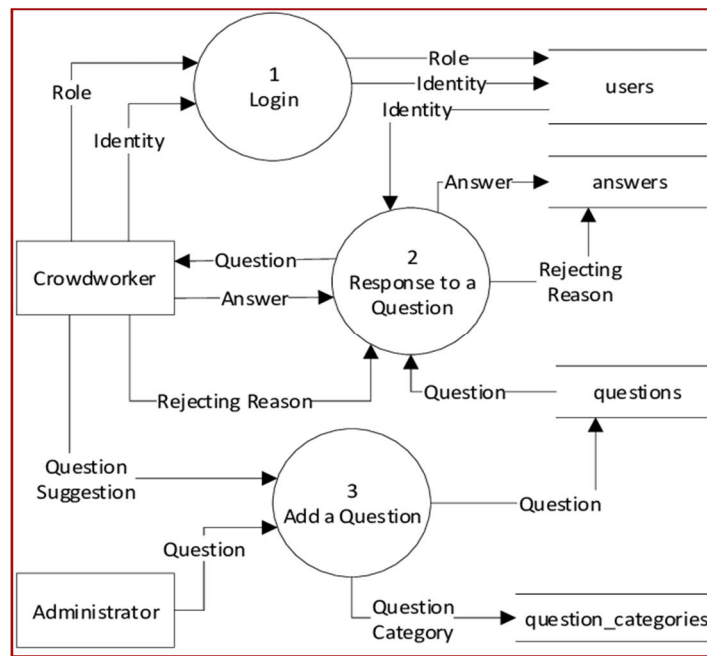 1
Login
Role
Role
Identity
Identity
Identity
users
Answer
answers
Crowdworker
Question
Answer
2
Response to a
Question
Rejecting
Reason
Rejecting Reason
Question
questions
Question
Suggestion
3
Add a Question
Question
Question
Administrator
Question
Category
question_categories